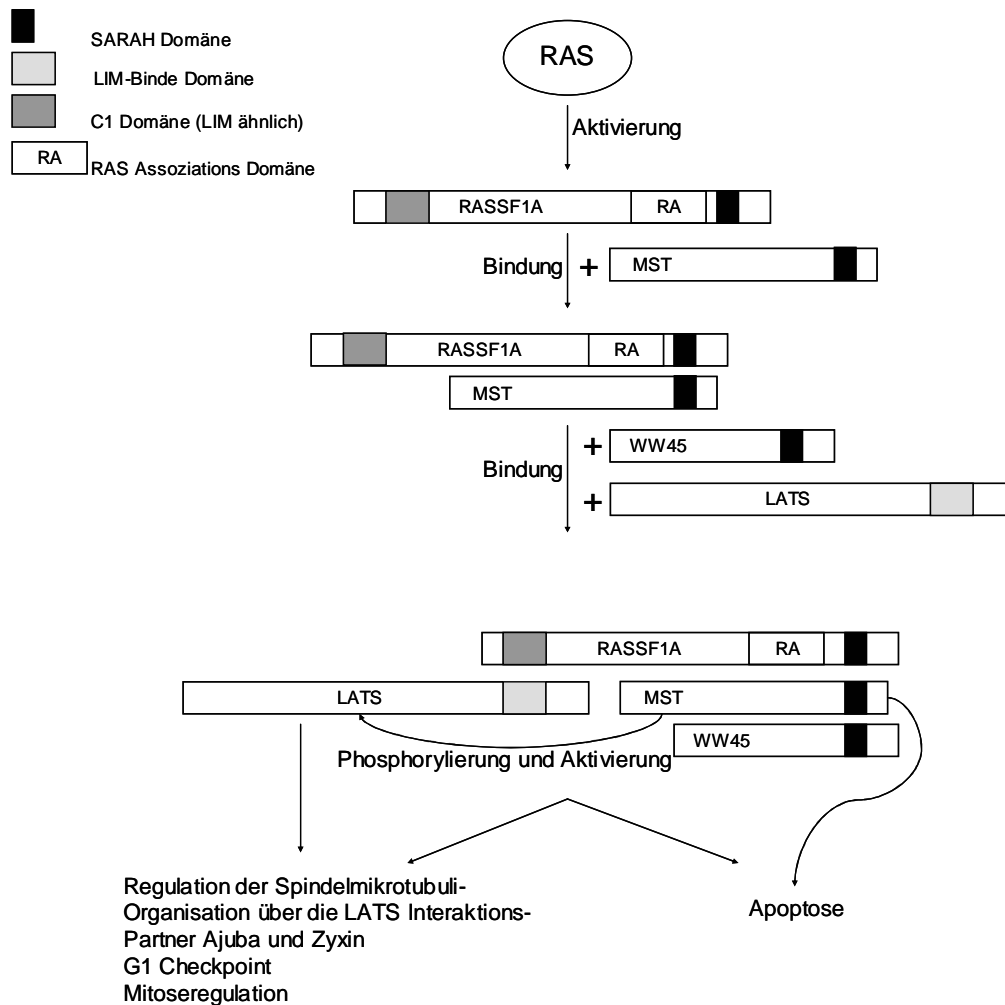 SARAH Domäne
LIM-Binde Domäne
C1 Domäne (LIM ähnlich)
RA
RAS Assoziations Domäne
RAS
Aktivierung
RASSF1A
RA
Bindung
+
MST
RASSF1A
RA
MST
Bindung
+
WW45
+
LATS
RASSF1A
RA
LATS
MST
WW45
Phosphorylierung und Aktivierung
Regulation der Spindelmikrotubuli-
Organisation über die LATS Interaktions-
Partner Ajuba und Zyxin
G1 Checkpoint
Mitoseregulation
Apoptose